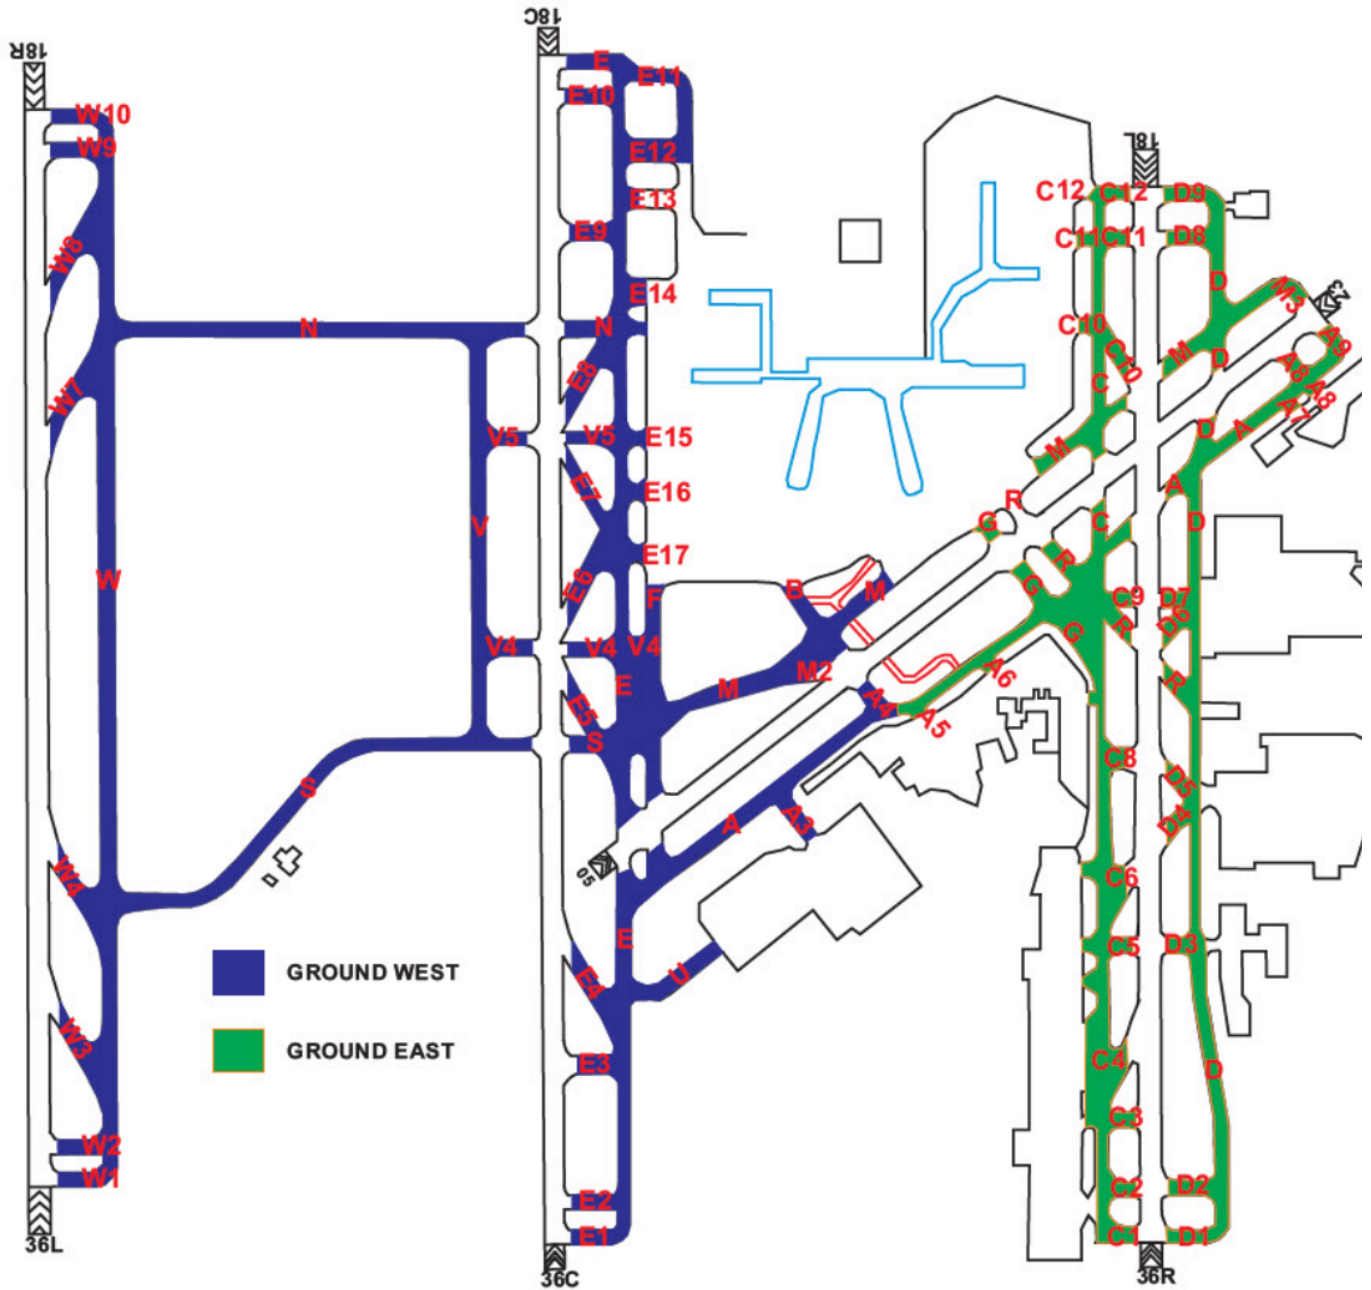 18C
18R
E
E11
W10
E10
W9
E12
18L
C12 C12 D9
E13
E9
C11 C11 D8
W8
D
E14
M3
23
N
N
C10
A9
M
D
C10
E8
A8
A8
C
W7
A7
V5
V5
E15
M
D
A
E7
E16
A
R
V
G
C
D
E17
R
W
E6
B
M
G
F
C9
D7
D6
V4
V4
V4
G
R
M2
A6
E
M
R
A4
E5
A5
S
C8
D5
S
A3
A
D4
05
W4
C6
E
C5
D3
GROUND WEST
U
E4
W3
GROUND EAST
E3
C4
D
C3
W2
W1
C2
D2
E2
E1
C1
D1
36L
36C
36R